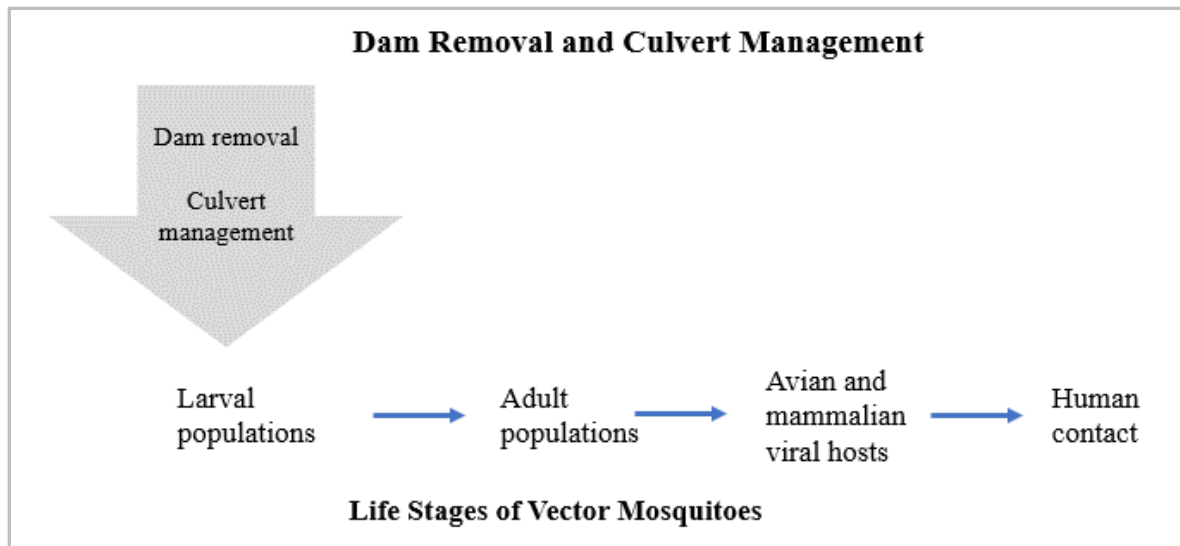 Dam Removal and Culvert Management
Dam removal
Culvert
management
Larval
populations
Adult
populations
Avian and
mammalian
viral hosts
Human
contact
Life Stages of Vector Mosquitoes